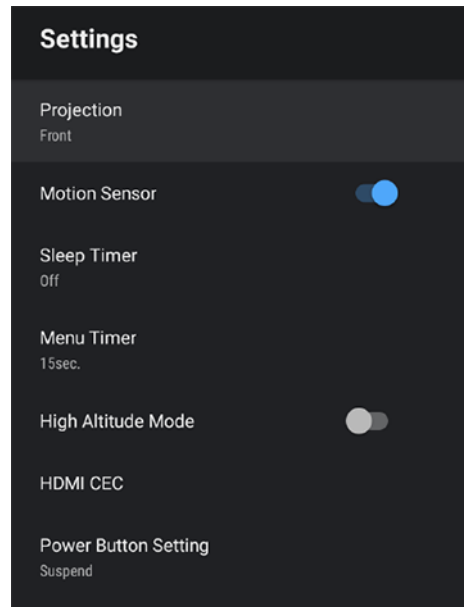 Settings
Projection
Front
Motion Sensor
Sleep Timer
Off
Menu Timer
15sec.
High Altitude Mode
HDMI CEC
Power Button Setting
Suspend